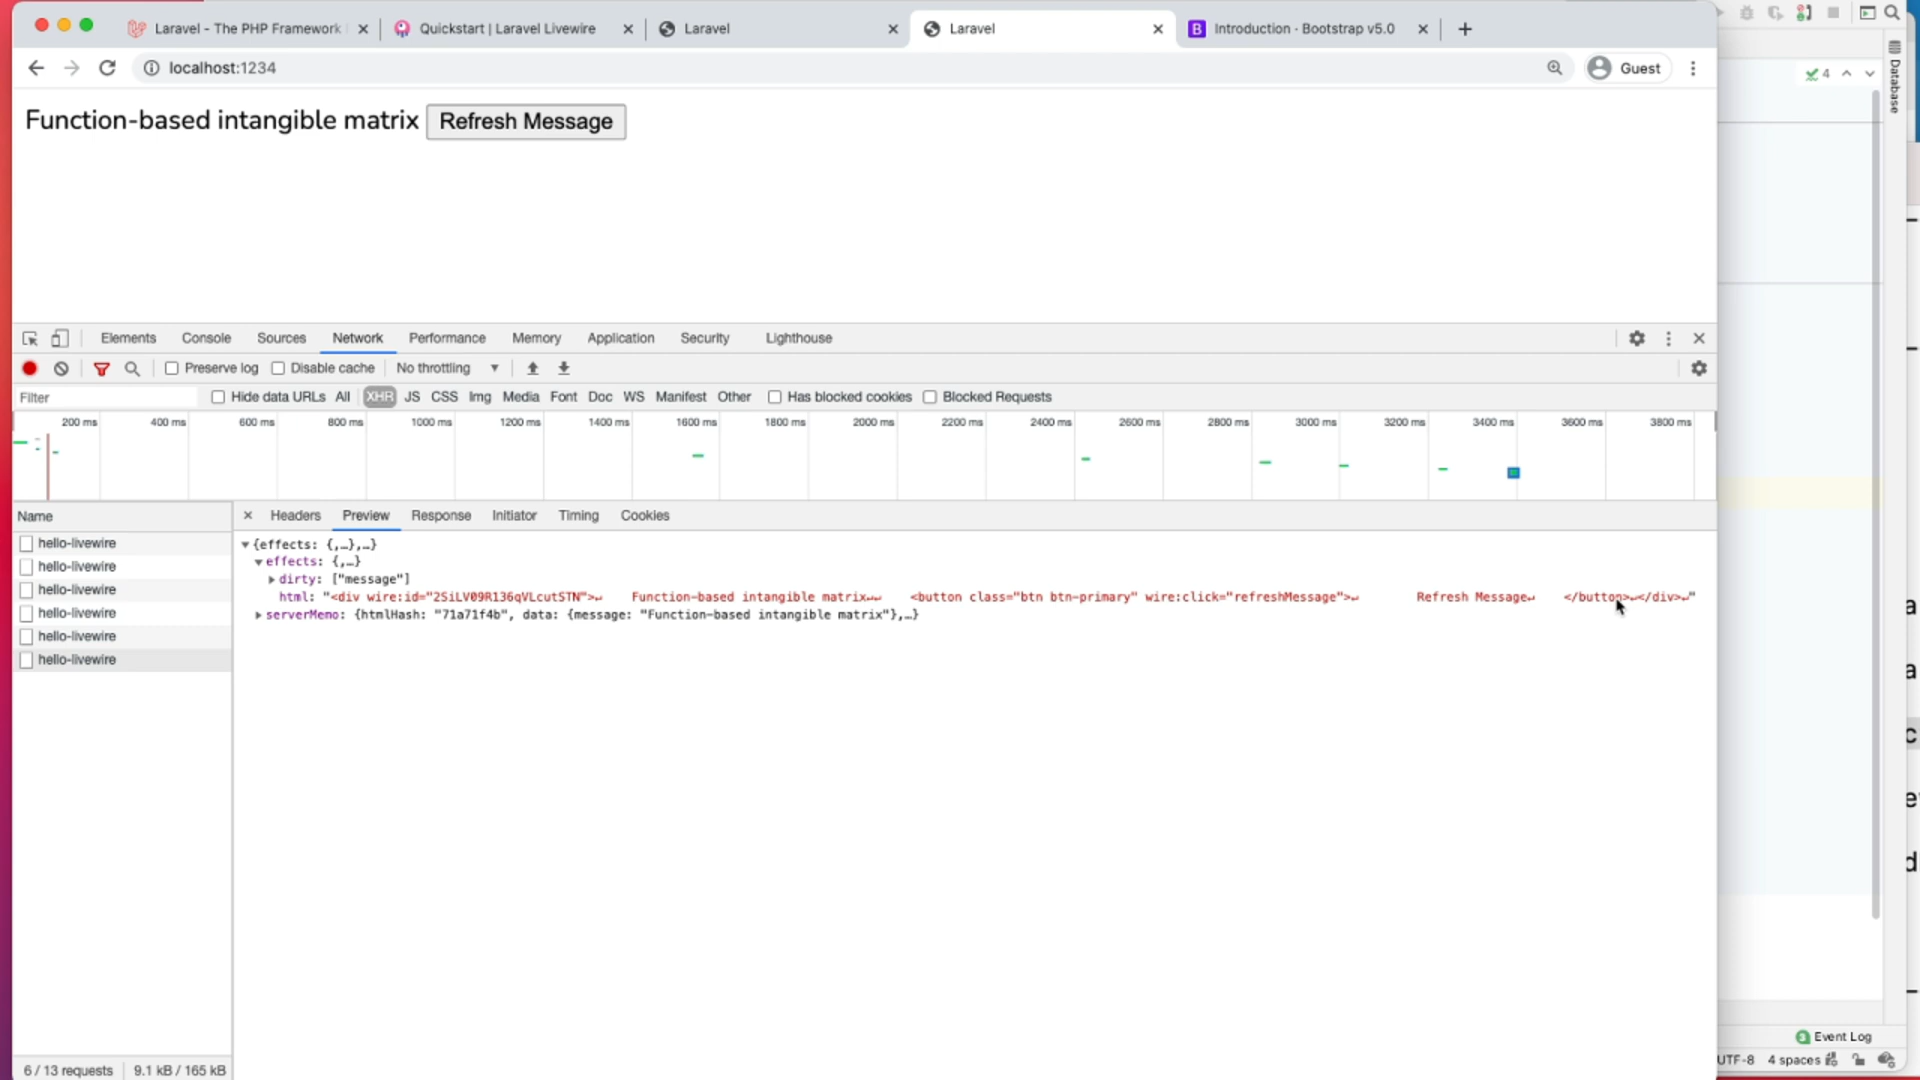 Laravel - The PHP Framework
Quickstart | Laravel Livewire
Laravel
Laravel
Introduction · Bootstrap v5.0
localhost:1234
Guest
4
Database
Function-based intangible matrix
Refresh Message
Elements
Console
Sources
Network
Performance
Memory
Application
Security
Lighthouse
Preserve log
Disable cache
No throttling
Filter
Hide data URLs
All
XHR
JS
CSS
Img
Media
Font
Doc
WS
Manifest
Other
Has blocked cookies
Blocked Requests
200 ms
400 ms
600 ms
800 ms
1000 ms
1200 ms
1400 ms
1600 ms
1800 ms
2000 ms
2200 ms
2400 ms
2600 ms
2800 ms
3000 ms
3200 ms
3400 ms
3600 ms
3800 ms
Name
Headers
Preview
Response
Initiator
Timing
Cookies
hello-livewire
hello-livewire
hello-livewire
hello-livewire
hello-livewire
hello-livewire
{effects: {,…},…}
effects: {,…}
dirty: ["message"]
html: "<div wire:id="2SiLV09R136qVLcutSTN">↵    Function-based intangible matrix↵↵    <button class="btn btn-primary" wire:click="refreshMessage">↵        Refresh Message↵    </button>↵</div>↵"
serverMemo: {htmlHash: "71a71f4b", data: {message: "Function-based intangible matrix"},…}
6 / 13 requests
9.1 kB / 165 kB
Event Log
UTF-8
4 spaces